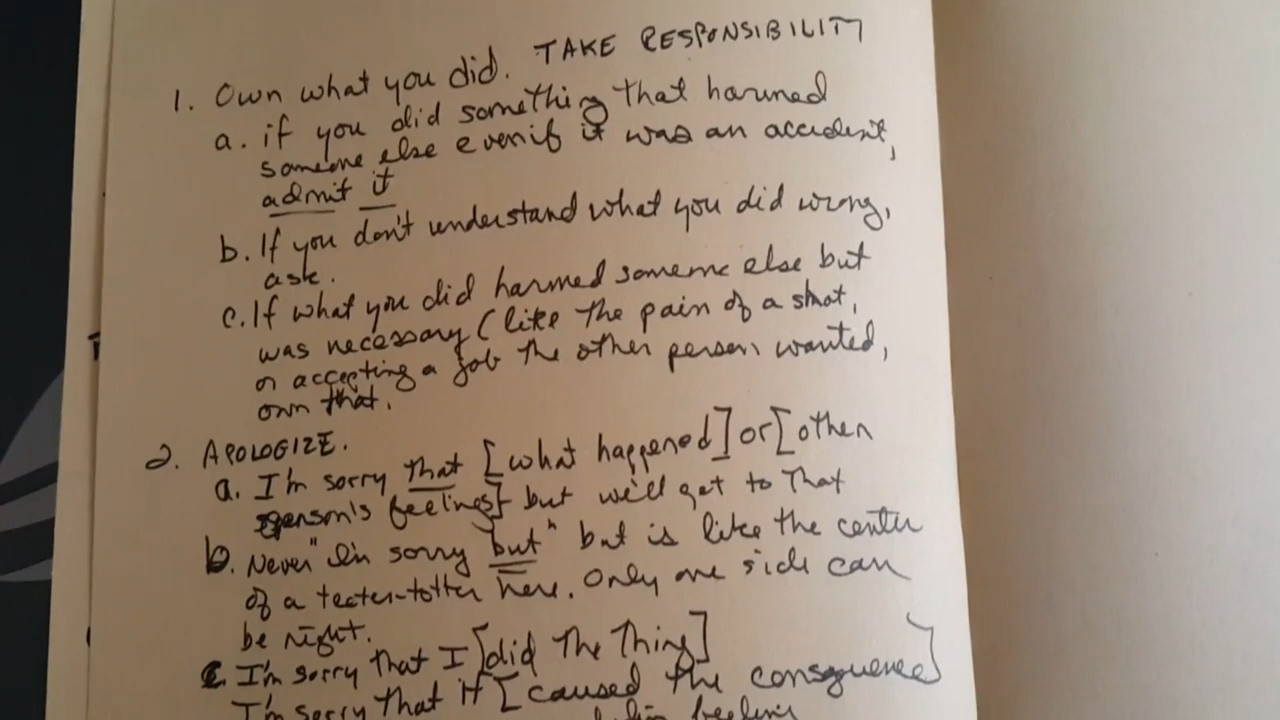 1. Own what you did. TAKE RESPONSIBILITY
a. if you did something that harmed
someone else even if it was an accident,
admit it
b. If you don't understand what you did wrong,
ask.
c. If what you did harmed someone else but
was necessary (like the pain of a shot,
or accepting a job the other person wanted,
own that.
2. APOLOGIZE.
a. I'm sorry that [what happened] or [other
person's feelings] but we'll get to that
b. Never "I'm sorry but" but is like the center
of a teeter-totter here. Only one side can
be right.
c. I'm sorry that I [did the thing]
I'm sorry that it [caused the consequence]
feelings